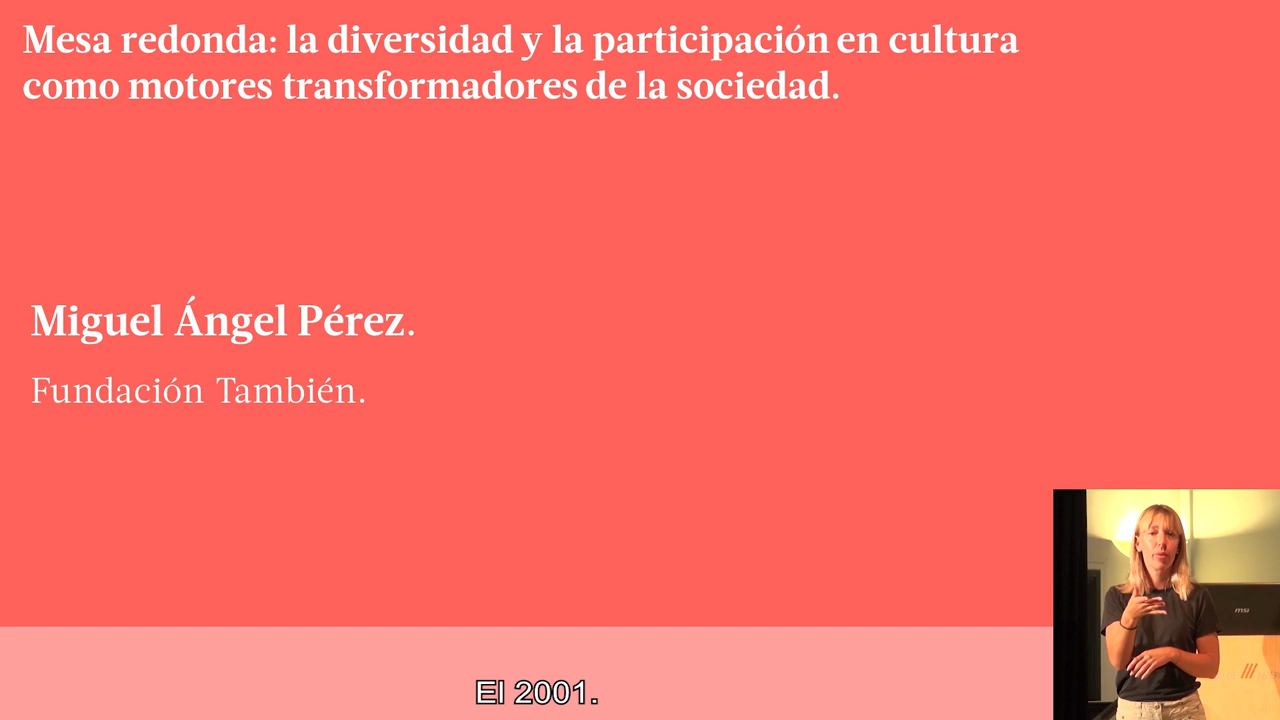 Mesa redonda: la diversidad y la participación en cultura
como motores transformadores de la sociedad.
Miguel Ángel Pérez.
Fundación También.
msi
El 2001.